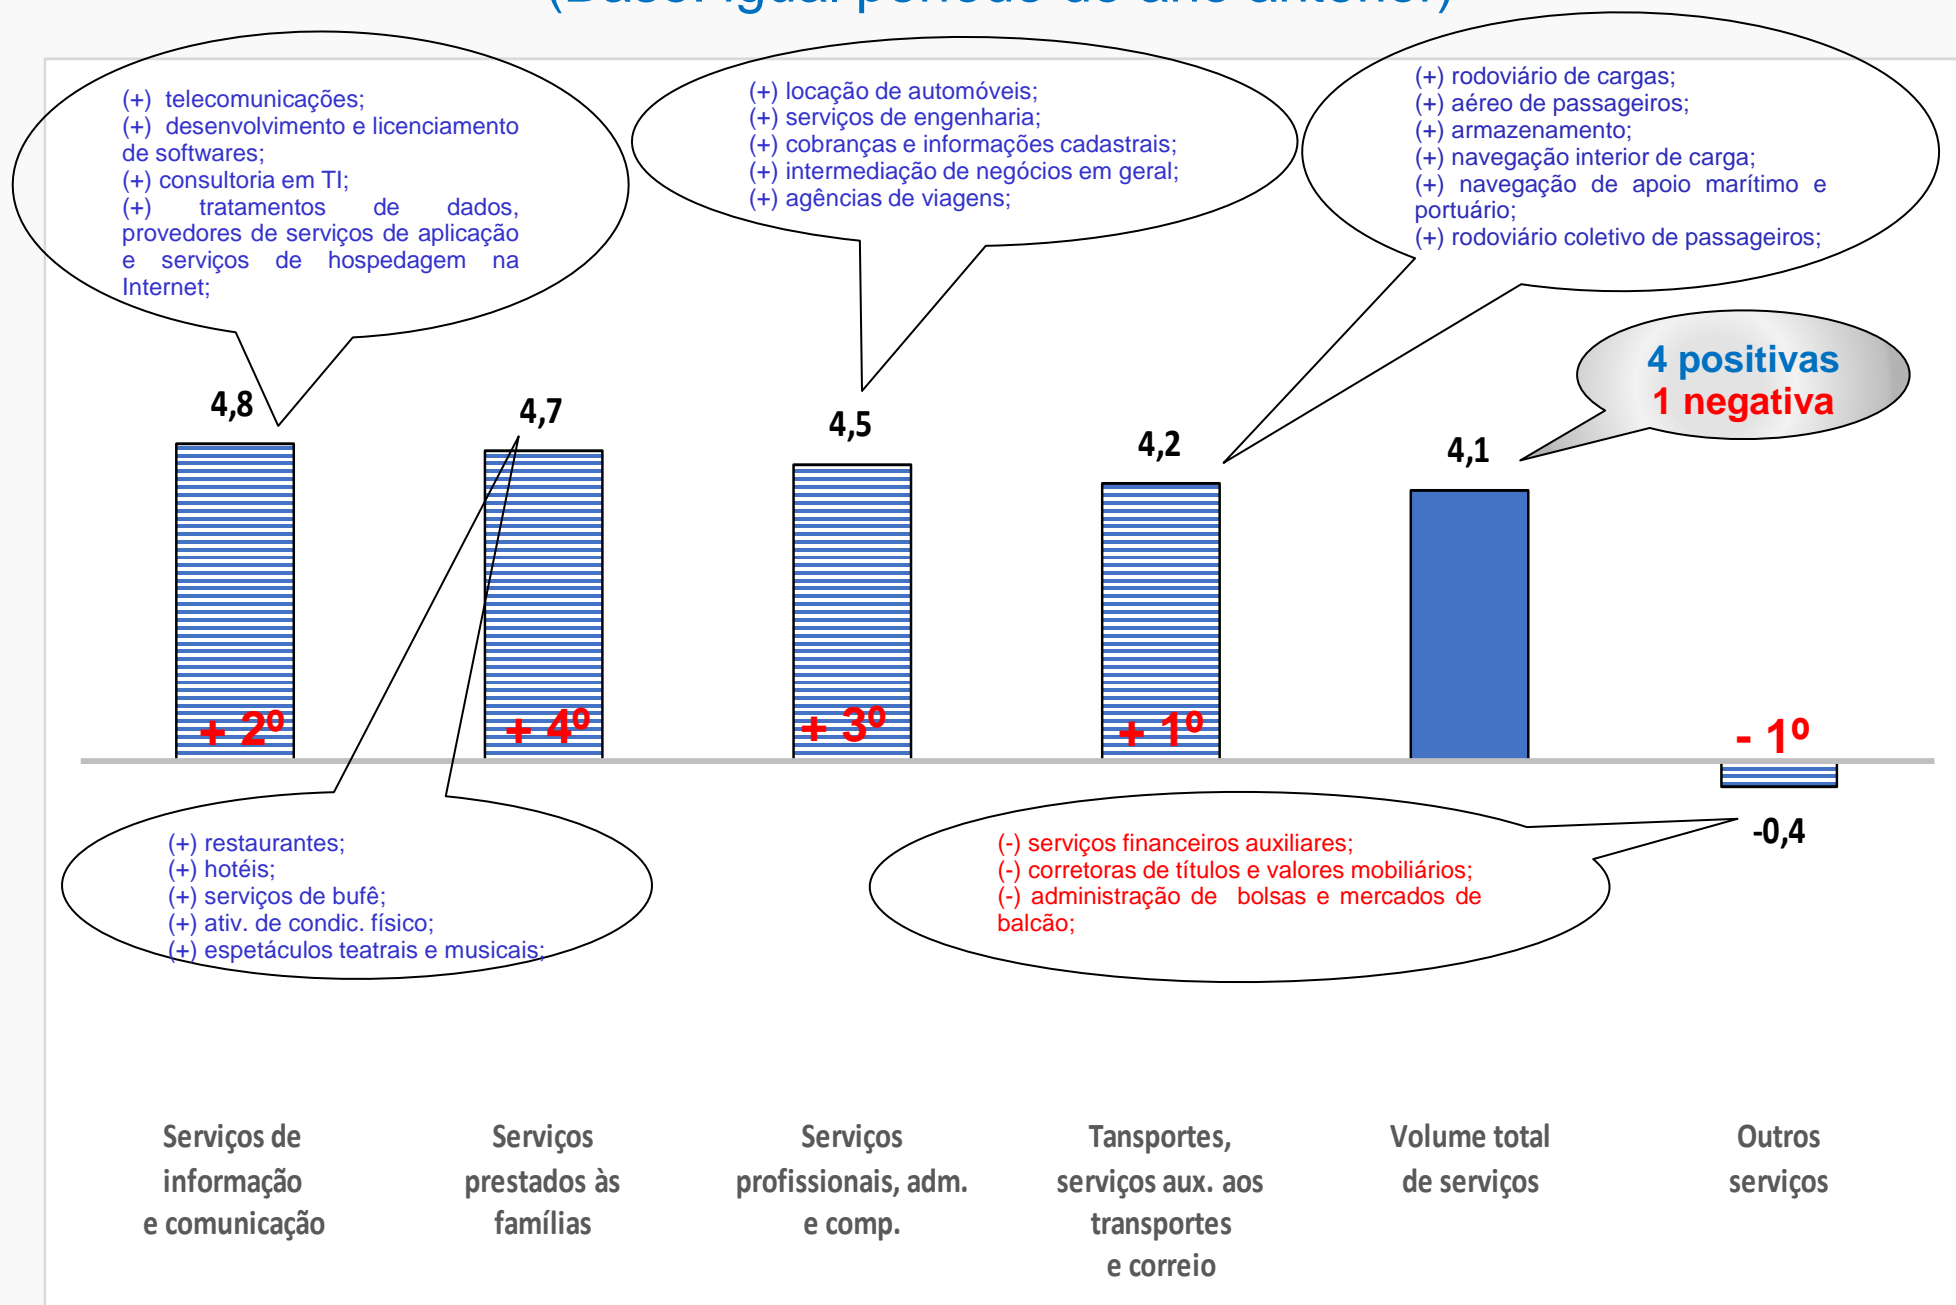 (Base: igual período do ano anterior)
(+) telecomunicações;
(+) desenvolvimento e licenciamento
de softwares;
(+) consultoria em TI;
(+) tratamentos de dados,
provedores de serviços de aplicação
e serviços de hospedagem na
Internet;
(+) locação de automóveis;
(+) serviços de engenharia;
(+) cobranças e informações cadastrais;
(+) intermediação de negócios em geral;
(+) agências de viagens;
(+) rodoviário de cargas;
(+) aéreo de passageiros;
(+) armazenamento;
(+) navegação interior de carga;
(+) navegação de apoio marítimo e
portuário;
(+) rodoviário coletivo de passageiros;
4 positivas
1 negativa
4,8
4,7
4,5
4,2
4,1
+ 2º
+ 4º
+ 3º
+ 1º
- 1º
-0,4
(+) restaurantes;
(+) hotéis;
(+) serviços de bufê;
(+) ativ. de condic. físico;
(+) espetáculos teatrais e musicais;
(-) serviços financeiros auxiliares;
(-) corretoras de títulos e valores mobiliários;
(-) administração de bolsas e mercados de
balcão;
Serviços de
informação
e comunicação
Serviços
prestados às
famílias
Serviços
profissionais, adm.
e comp.
Tansportes,
serviços aux. aos
transportes
e correio
Volume total
de serviços
Outros
serviços